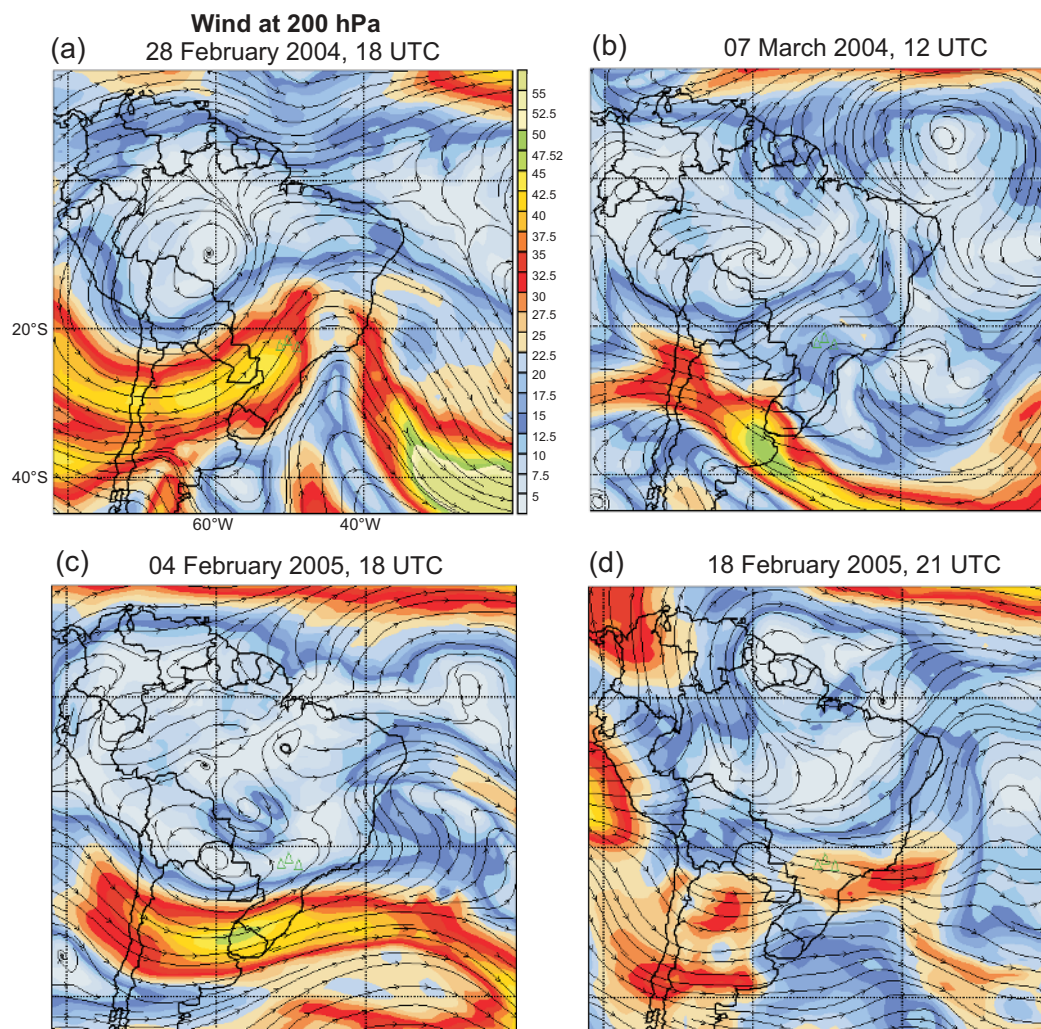 Wind at 200 hPa
(a)
28 February 2004, 18 UTC
(b)
07 March 2004, 12 UTC
55
52.5
50
47.52
45
42.5
40
37.5
35
32.5
30
27.5
25
22.5
20
17.5
15
12.5
10
7.5
5
20°S
40°S
60°W
40°W
(c)
04 February 2005, 18 UTC
(d)
18 February 2005, 21 UTC